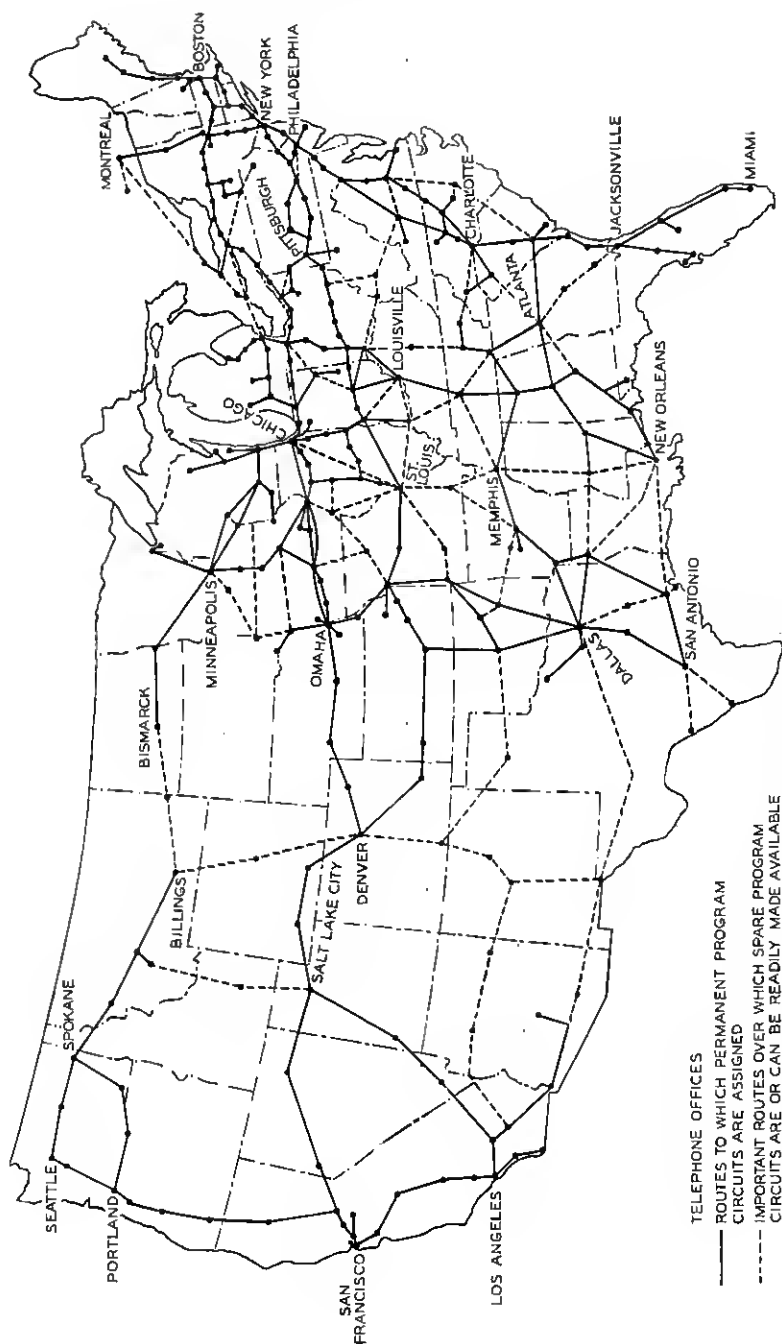 SEATTLE
PORTLAND
SPOKANE
SAN
FRANCISCO
LOS ANGELES
BILLINGS
SALT LAKE CITY
DENVER
BISMARCK
MINNEAPOLIS
OMAHA
DALLAS
SAN ANTONIO
CHICAGO
ST. LOUIS
MEMPHIS
NEW ORLEANS
LOUISVILLE
ATLANTA
PITTSBURGH
CHARLOTTE
JACKSONVILLE
MIAMI
MONTREAL
BOSTON
NEW YORK
PHILADELPHIA
TELEPHONE OFFICES
ROUTES TO WHICH PERMANENT PROGRAM
CIRCUITS ARE ASSIGNED
IMPORTANT ROUTES OVER WHICH SPARE PROGRAM
CIRCUITS ARE OR CAN BE READILY MADE AVAILABLE